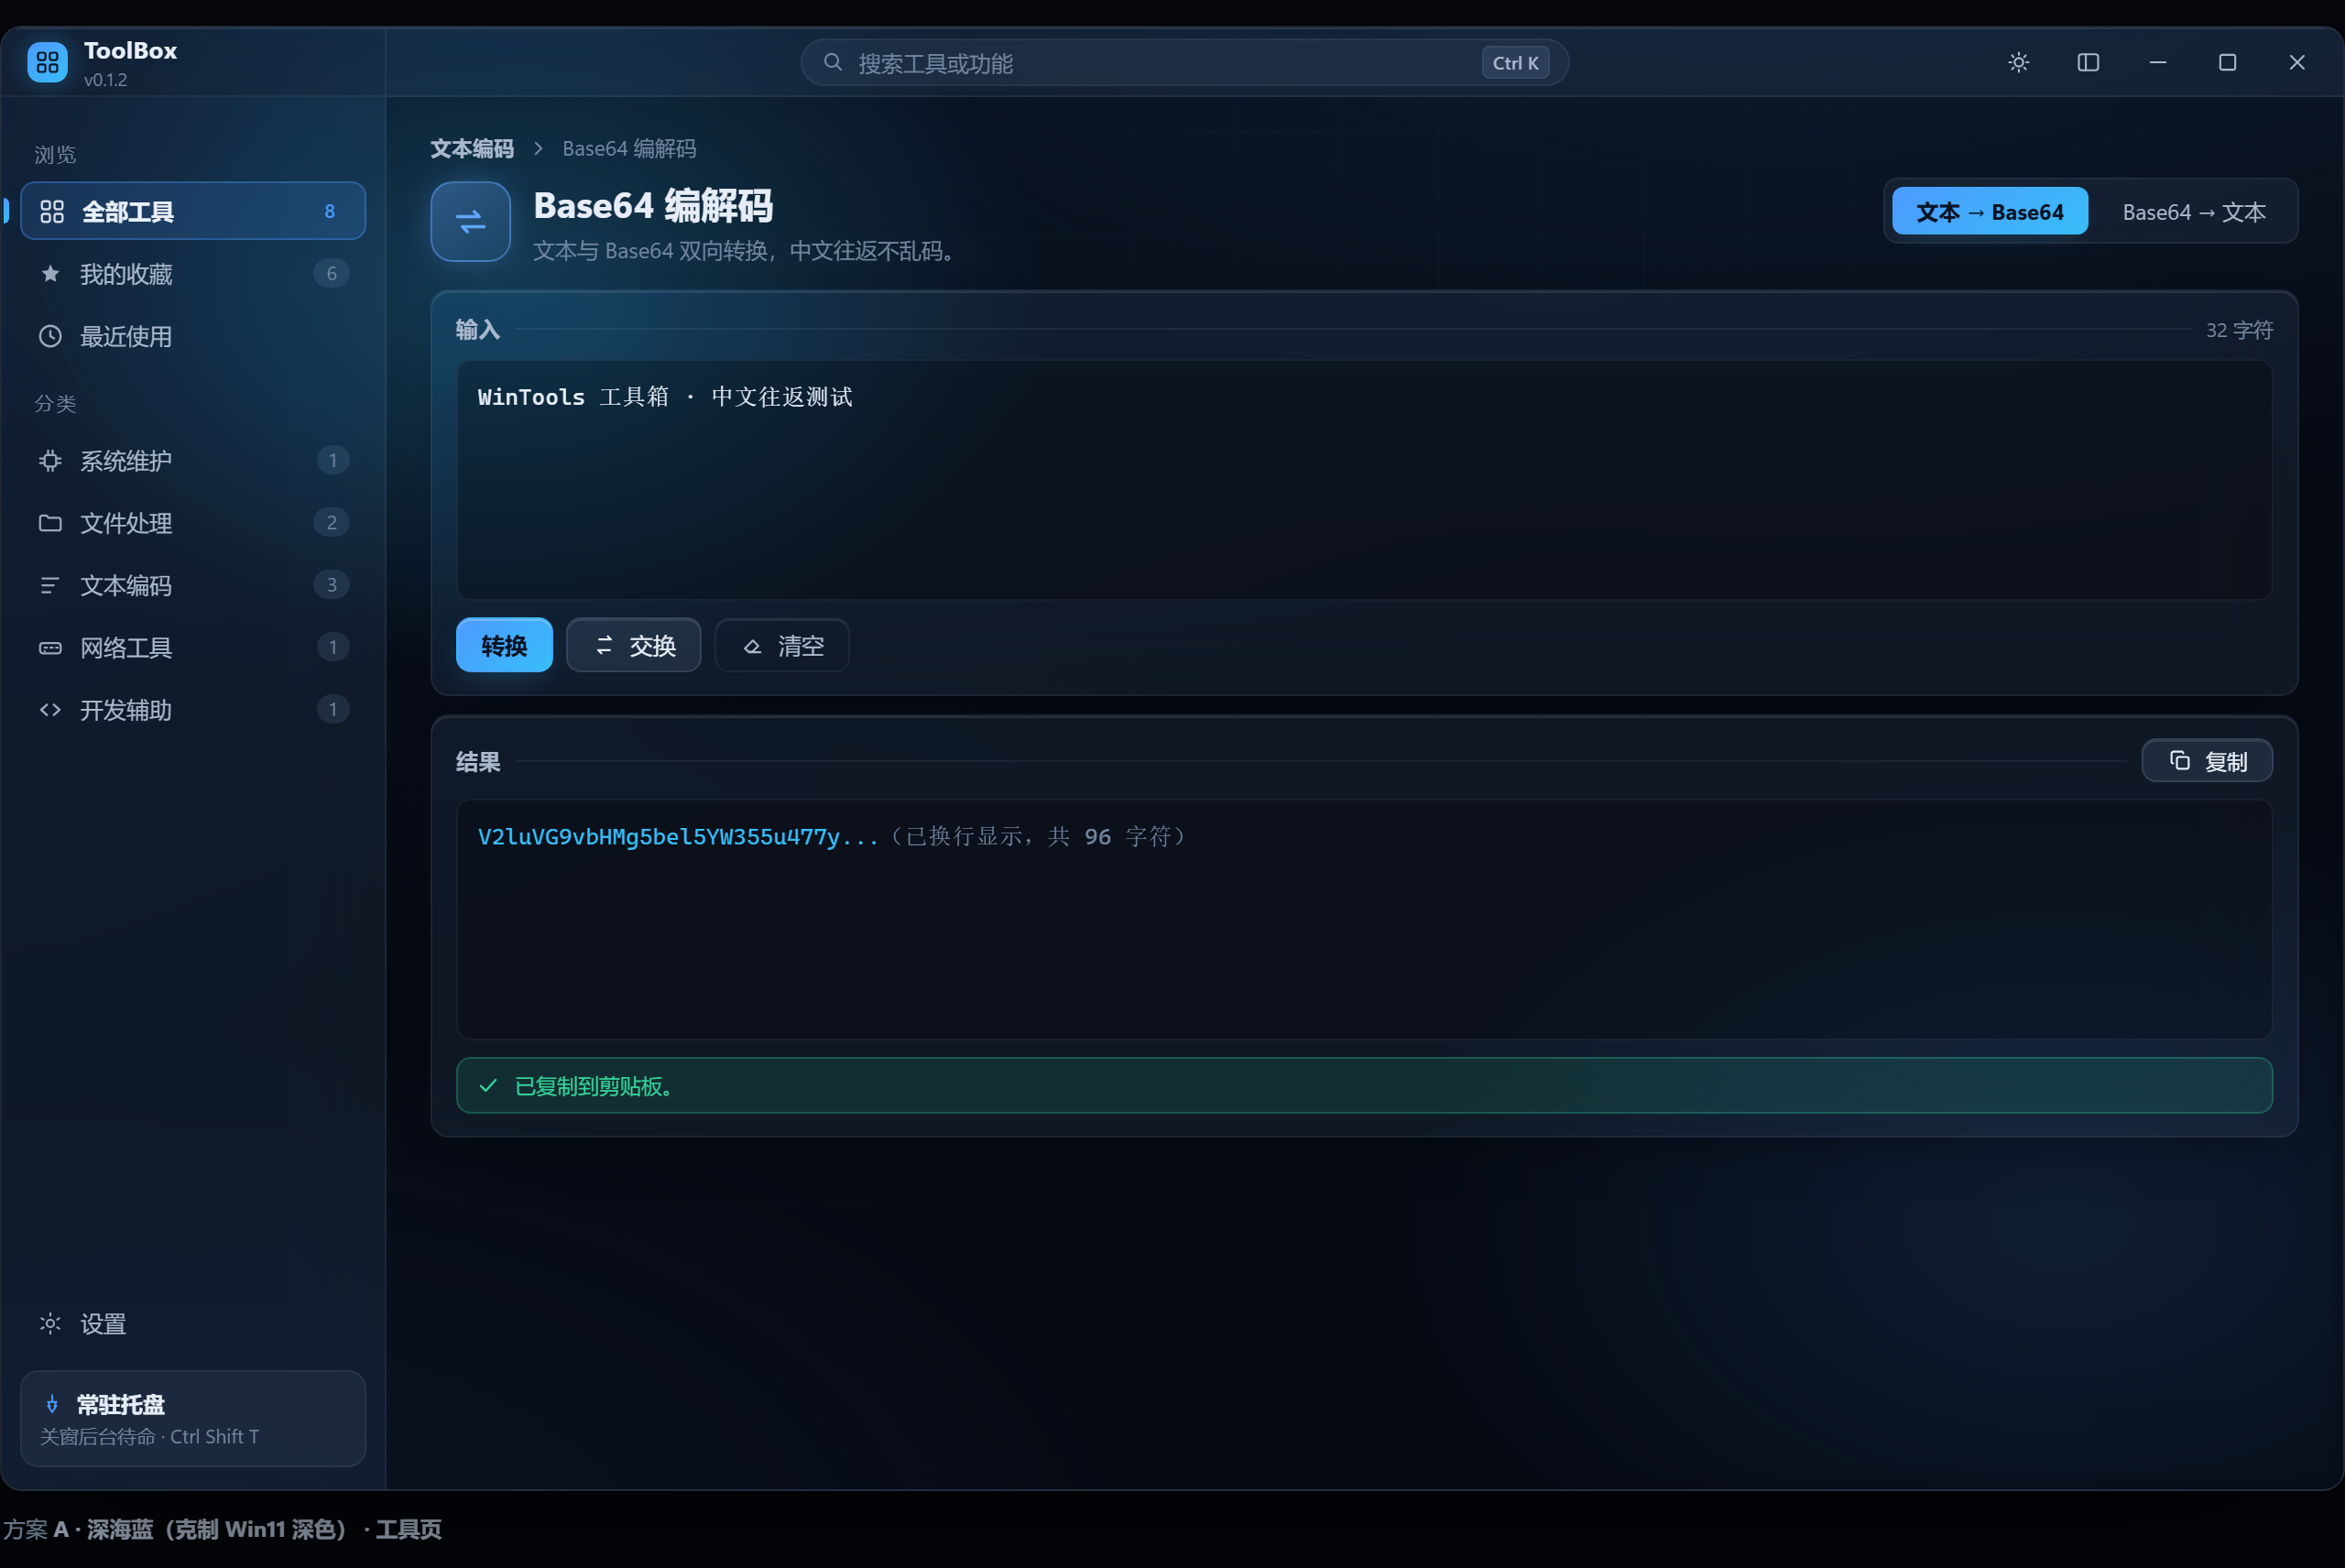 ToolBox
v0.1.2
搜索工具或功能
Ctrl K
浏览
全部工具 8
我的收藏 6
最近使用
分类
系统维护 1
文件处理 2
文本编码 3
网络工具 1
开发辅助 1
设置
常驻托盘
关窗后台待命 · Ctrl Shift T
文本编码 > Base64 编解码
Base64 编解码
文本与 Base64 双向转换，中文往返不乱码。
文本 → Base64
Base64 → 文本
输入
32 字符
WinTools 工具箱 · 中文往返测试
转换
交换
清空
结果
复制
V2luVG9vbHMg5bel5YW355u477y...（已换行显示，共 96 字符）
已复制到剪贴板。
方案 A · 深海蓝（克制 Win11 深色） · 工具页